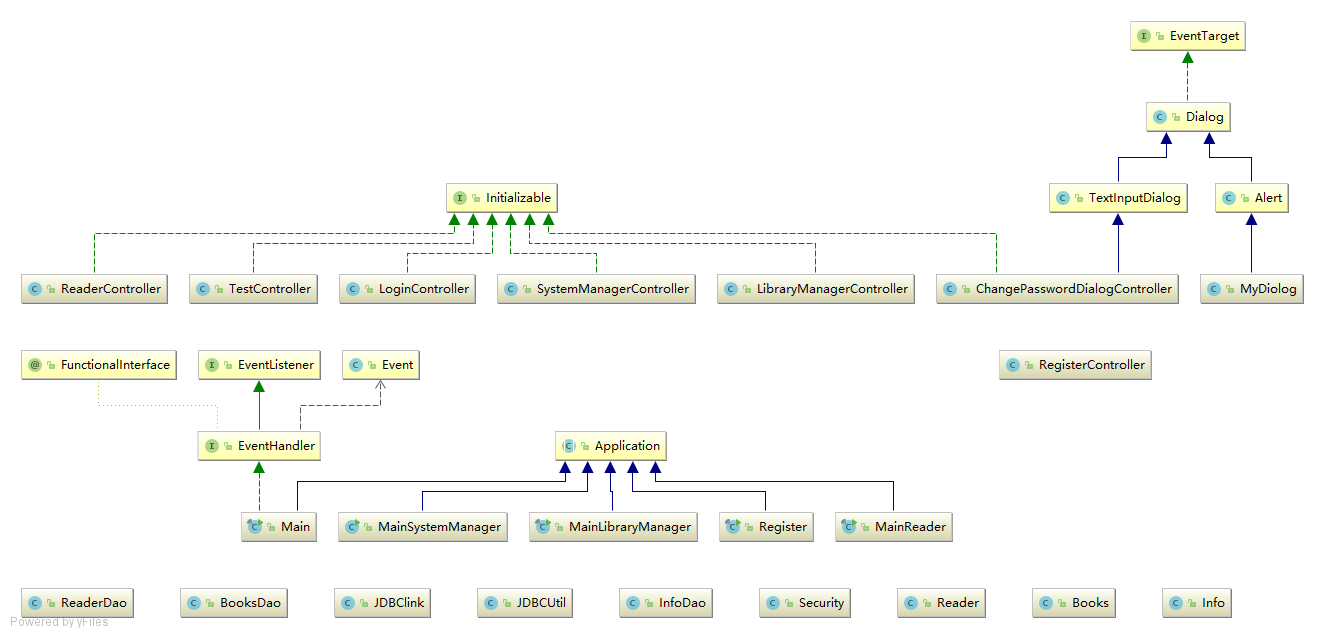 EventTarget
Dialog
Initializable
TextInputDialog
Alert
ReaderController
TestController
LoginController
SystemManagerController
LibraryManagerController
ChangePasswordDialogController
MyDiolog
FunctionalInterface
EventListener
Event
RegisterController
EventHandler
Application
Main
MainSystemManager
MainLibraryManager
Register
MainReader
ReaderDao
BooksDao
JDBClink
JDBCUtil
InfoDao
Security
Reader
Books
Info
Powered by yFiles